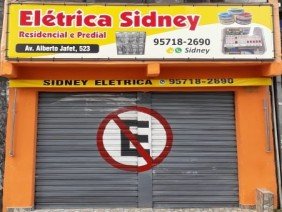 Elétrica Sidney
Residencial e Predial
Av. Alberto Jafet, 523
95718-2690
Sidney
SIDNEY ELETRICA 95718-2690
E